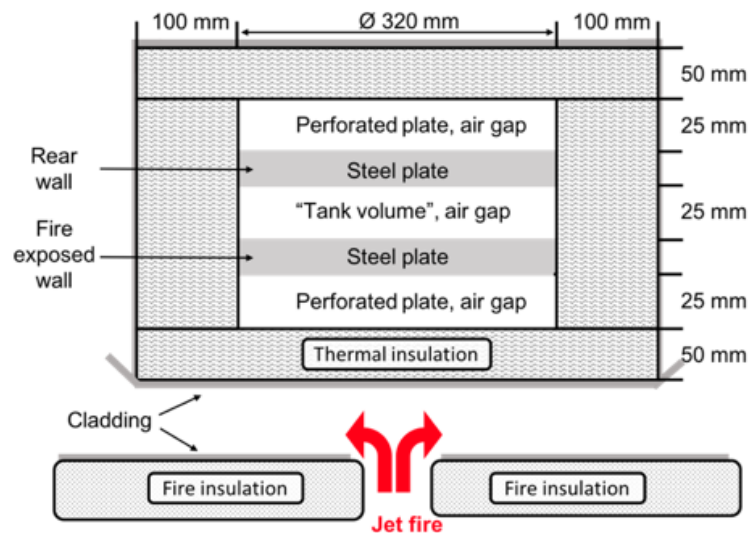 100 mm
Ø 320 mm
100 mm
50 mm
Perforated plate, air gap
25 mm
Rear
wall
Steel plate
"Tank volume", air gap
25 mm
Fire
exposed
wall
Steel plate
Perforated plate, air gap
25 mm
Thermal insulation
50 mm
Cladding
Fire insulation
Fire insulation
Jet fire